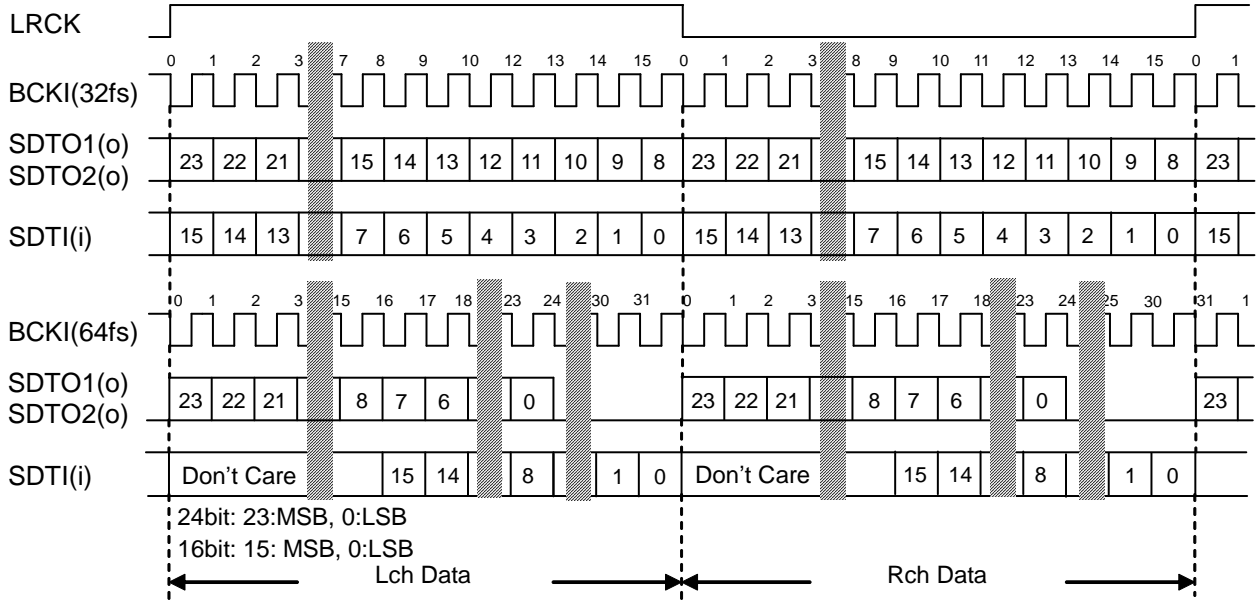 LRCK
0 1 2 3 7 8 9 10 12 13 14 15 0 1 2 3 8 9 10 11 12 13 14 15 0 1
BCKI(32fs)
SDTO1(o)
SDTO2(o)
23 22 21 15 14 13 12 11 10 9 8 23 22 21 15 14 13 12 11 10 9 8 23
SDTI(i)
15 14 13 7 6 5 4 3 2 1 0 15 14 13 7 6 5 4 3 2 1 0 15
0 1 2 3 15 16 17 18 23 24 30 31 0 1 2 3 15 16 17 18 23 24 25 30 31 1
BCKI(64fs)
SDTO1(o)
SDTO2(o)
23 22 21 8 7 6 0 23 22 21 8 7 6 0 23
SDTI(i)
Don't Care 15 14 8 1 0 Don't Care 15 14 8 1 0
24bit: 23:MSB, 0:LSB
16bit: 15: MSB, 0:LSB
Lch Data Rch Data